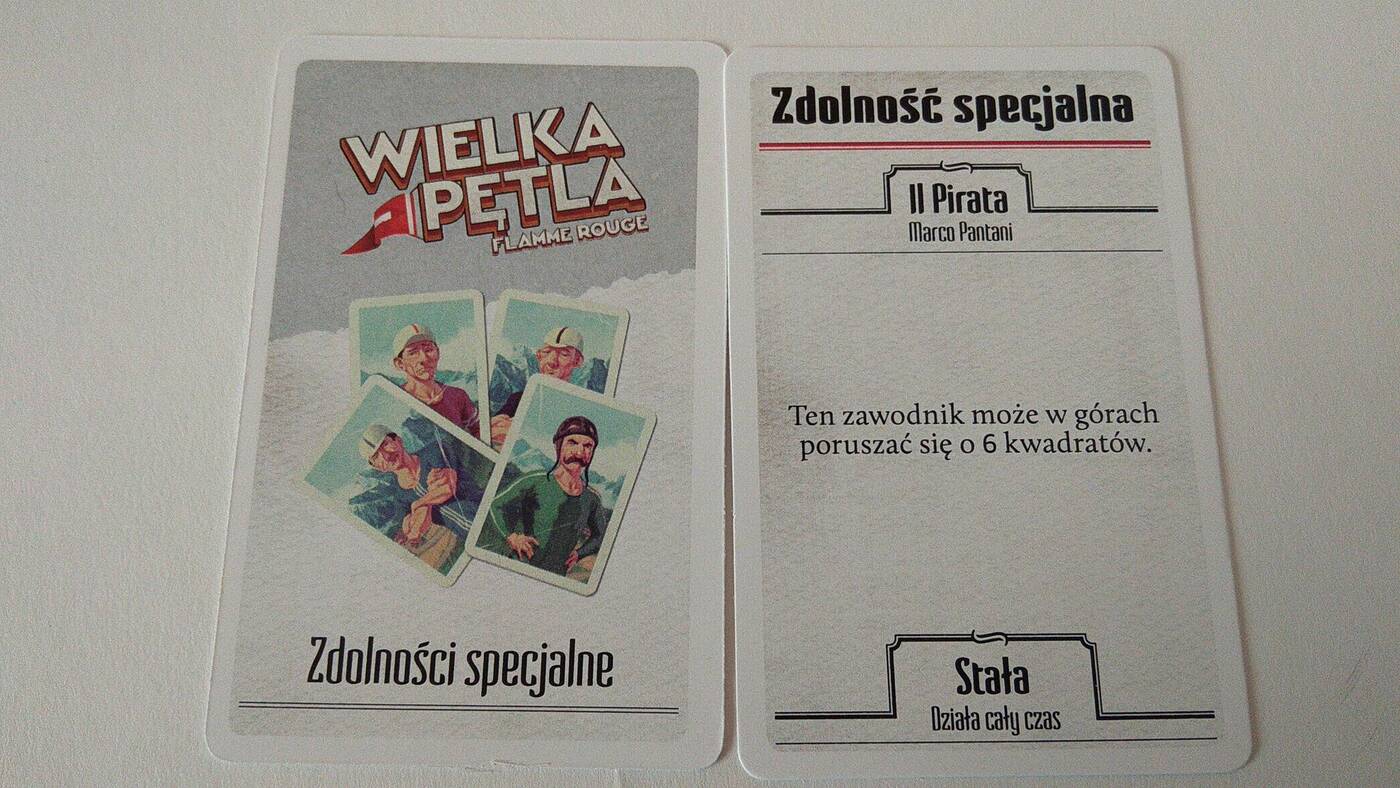 WIELKA
PĘTLA
FLAMME ROUGE
Zdolności specjalne
Zdolność specjalna
Il Pirata
Marco Pantani
Ten zawodnik może w górach
poruszać się o 6 kwadratów.
Stała
Działa cały czas